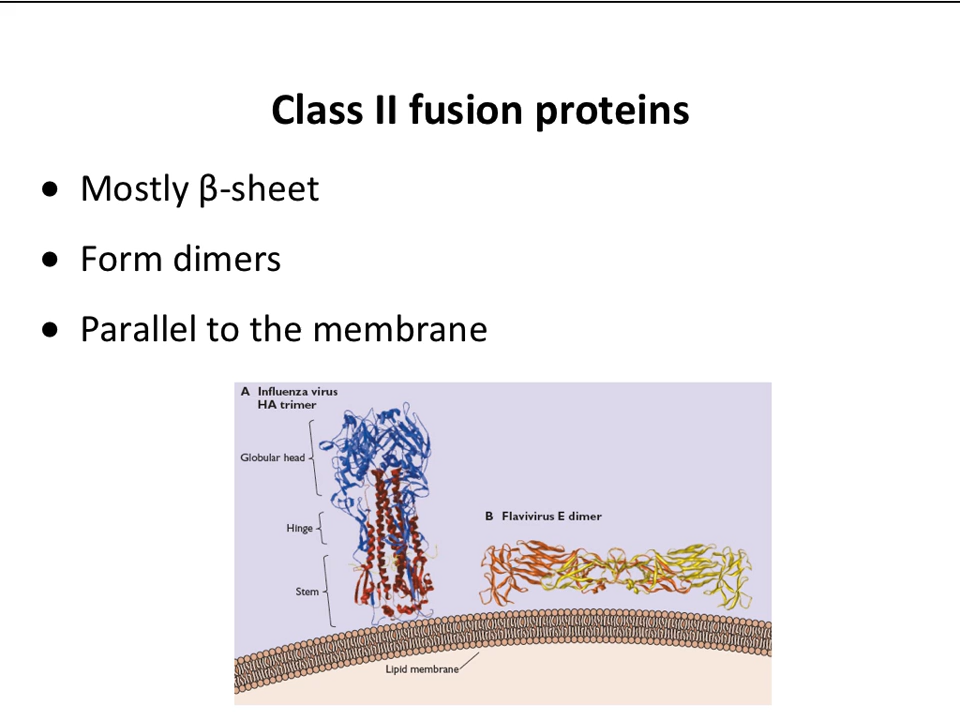 Class II fusion proteins
• Mostly β-sheet
• Form dimers
• Parallel to the membrane
A Influenza virus
HA trimer
Globular head
Hinge
B Flavivirus E dimer
Stem
Lipid membrane